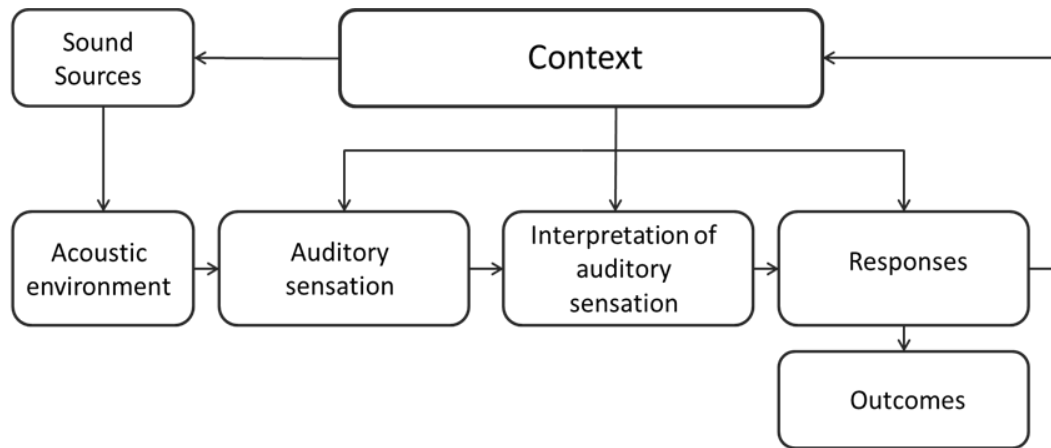 Sound
Sources
Context
Acoustic
environment
Auditory
sensation
Interpretation of
auditory
sensation
Responses
Outcomes